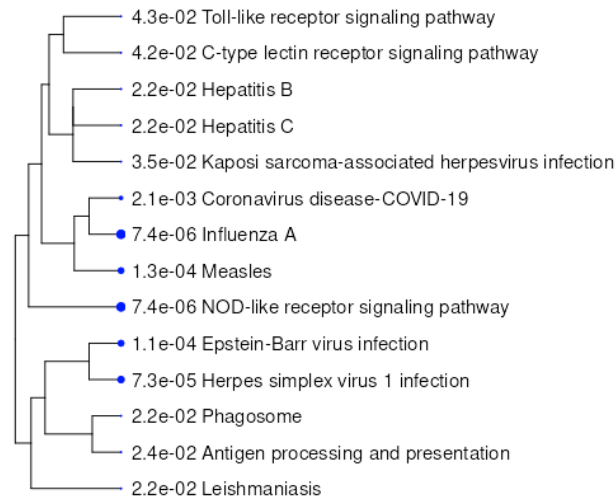 4.3e-02 Toll-like receptor signaling pathway
4.2e-02 C-type lectin receptor signaling pathway
2.2e-02 Hepatitis B
2.2e-02 Hepatitis C
3.5e-02 Kaposi sarcoma-associated herpesvirus infection
2.1e-03 Coronavirus disease-COVID-19
7.4e-06 Influenza A
1.3e-04 Measles
7.4e-06 NOD-like receptor signaling pathway
1.1e-04 Epstein-Barr virus infection
7.3e-05 Herpes simplex virus 1 infection
2.2e-02 Phagosome
2.4e-02 Antigen processing and presentation
2.2e-02 Leishmaniasis